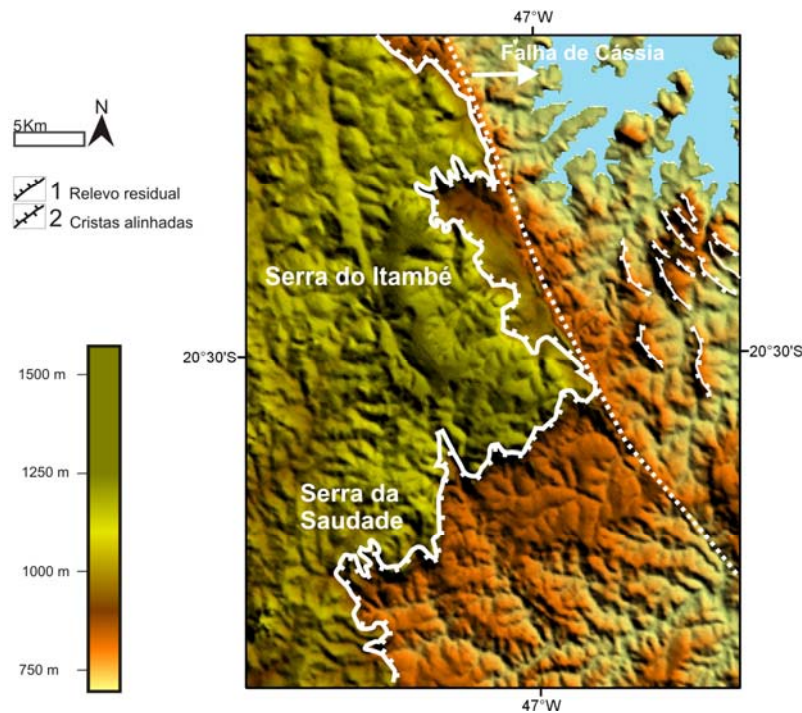 47°W
Falha de Cássia
N
5Km
1 Relevo residual
2 Cristas alinhadas
Serra do Itambé
20°30'S
20°30'S
1500 m
1250 m
Serra da
Saudade
1000 m
750 m
47°W